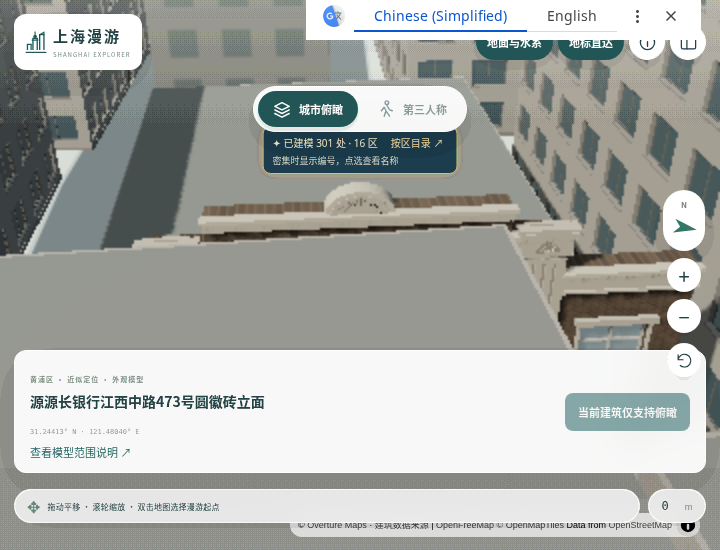 Chinese (Simplified)
English
上海漫游
SHANGHAI EXPLORER
地面与水系
地标直达
城市俯瞰
第三人称
✦ 已建模 301 处 · 16 区 按区目录 ↗
密集时显示编号，点选查看名称
N
+
−
黄浦区 · 近似定位 · 外观模型
源源长银行江西中路473号圆徽砖立面
31.24413° N · 121.48040° E
查看模型范围说明 ↗
当前建筑仅支持俯瞰
拖动平移 · 滚轮缩放 · 双击地图选择漫游起点
0 m
© Overture Maps · 建筑数据来源 | OpenFreeMap © OpenMapTiles Data from OpenStreetMap